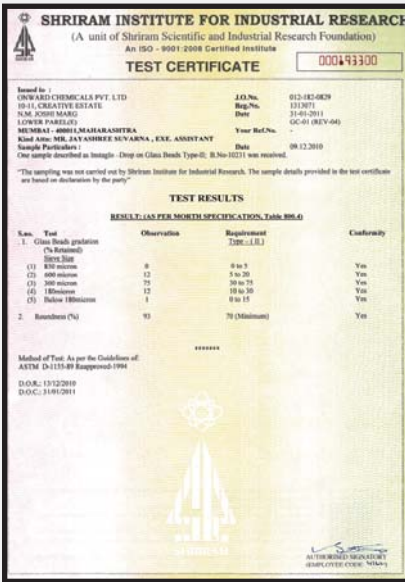 SHRIRAM INSTITUTE FOR INDUSTRIAL RESEARCH
(A unit of Shriram Scientific and Industrial Research Foundation)
An ISO - 9001:2008 Certified Institute
TEST CERTIFICATE
000193300
Issued to :
ONWARD CHEMICALS PVT. LTD J.O.No. 012-182-0829
10-11, CREATIVE ESTATE Reg.No. 1313071
N.M. JOSHI MARG Date 31-01-2011
LOWER PAREL(E) GC-01 (REV-04)
MUMBAI - 400011,MAHARASHTRA Your Ref.No. -
Kind Attn: MR. JAYASHREE SUVARNA , EXE. ASSISTANT
Sample Particulars : Date 09.12.2010
One sample described as Instaglo -Drop on Glass Beads Type-II; B.No-10231 was received.
"The sampling was not carried out by Shriram Institute for Industrial Research. The sample details provided in the test certificate
are based on declaration by the party"
TEST RESULTS
RESULT: (AS PER MORTH SPECIFICATION, Table 800.4)
S.no. Test Observation Requirement Conformity
1. Glass Beads gradation Type - ( II )
(% Retained)
Sieve Size
(1) 850 micron 0 0 to 5 Yes
(2) 600 micron 12 5 to 20 Yes
(3) 300 micron 75 30 to 75 Yes
(4) 180micron 12 10 to 30 Yes
(5) Below 180micron 1 0 to 15 Yes
2. Roundness (%) 93 70 (Minimum) Yes
*******
Method of Test: As per the Guidelines of:
ASTM D-1155-89 Reapproved-1994
D.O.R.: 13/12/2010
D.O.C.: 31/01/2011
SHRIRAM
AUTHORISED SIGNATORY
(EMPLOYEE CODE